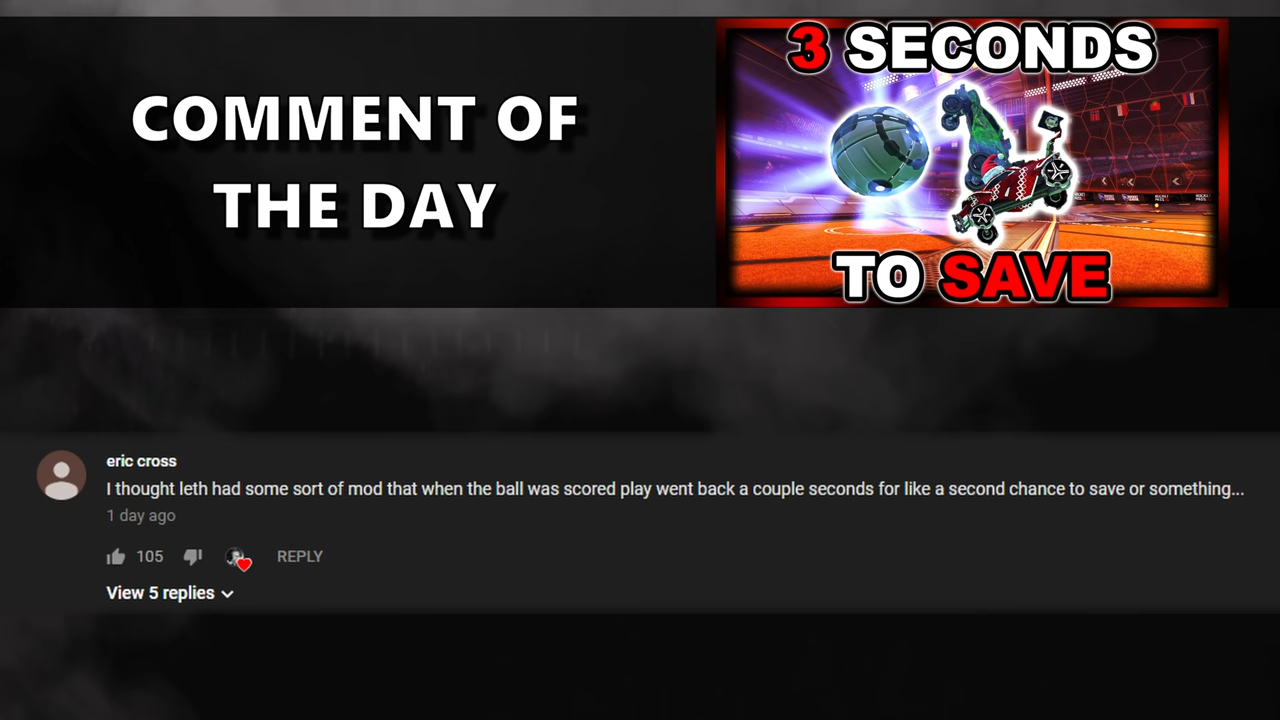 COMMENT OF
THE DAY
3 SECONDS
TO SAVE
eric cross
I thought leth had some sort of mod that when the ball was scored play went back a couple seconds for like a second chance to save or something...
1 day ago
105
REPLY
View 5 replies